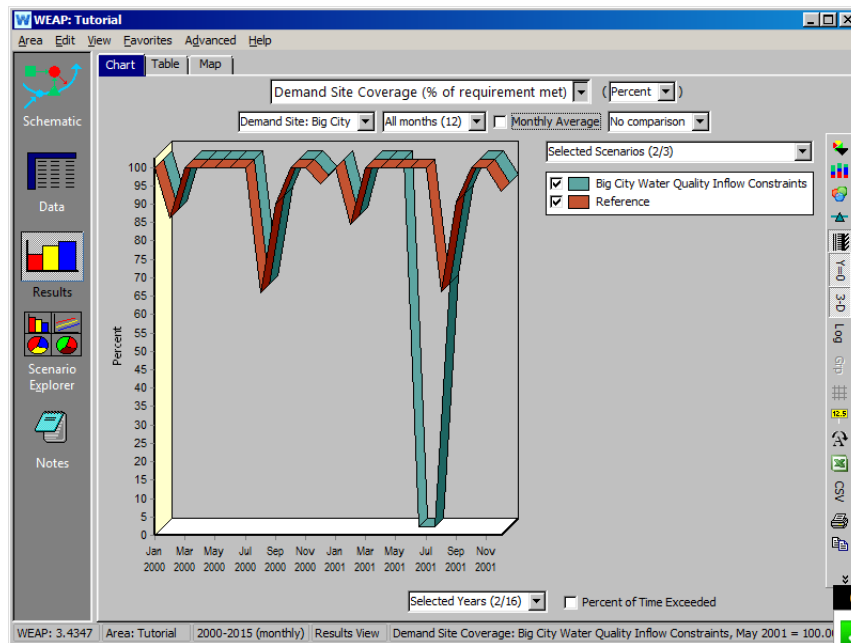 WEAP: Tutorial
Area Edit View Favorites Advanced Help
Chart Table Map
Demand Site Coverage (% of requirement met) ( Percent )
Demand Site: Big City All months (12) Monthly Average No comparison
Schematic
Data
Results
Scenario
Explorer
Notes
Selected Scenarios (2/3)
Big City Water Quality Inflow Constraints
Reference
Percent
100
95
90
85
80
75
70
65
60
55
50
45
40
35
30
25
20
15
10
5
0
Jan Mar May Jul Sep Nov Jan Mar May Jul Sep Nov
2000 2000 2000 2000 2000 2000 2001 2001 2001 2001 2001 2001
Y=0
3-D
Log
Grp
12.5
CSV
Selected Years (2/16) Percent of Time Exceeded
WEAP: 3.4347 Area: Tutorial 2000-2015 (monthly) Results View Demand Site Coverage: Big City Water Quality Inflow Constraints, May 2001 = 100.0